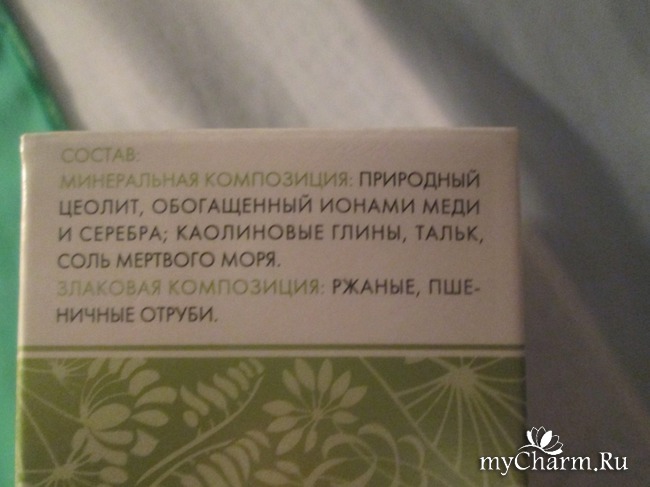 СОСТАВ:
МИНЕРАЛЬНАЯ КОМПОЗИЦИЯ: ПРИРОДНЫЙ
ЦЕОЛИТ, ОБОГАЩЕННЫЙ ИОНАМИ МЕДИ
И СЕРЕБРА; КАОЛИНОВЫЕ ГЛИНЫ, ТАЛЬК,
СОЛЬ МЕРТВОГО МОРЯ.
ЗЛАКОВАЯ КОМПОЗИЦИЯ: РЖАНЫЕ, ПШЕ-
НИЧНЫЕ ОТРУБИ.
myCharm.Ru